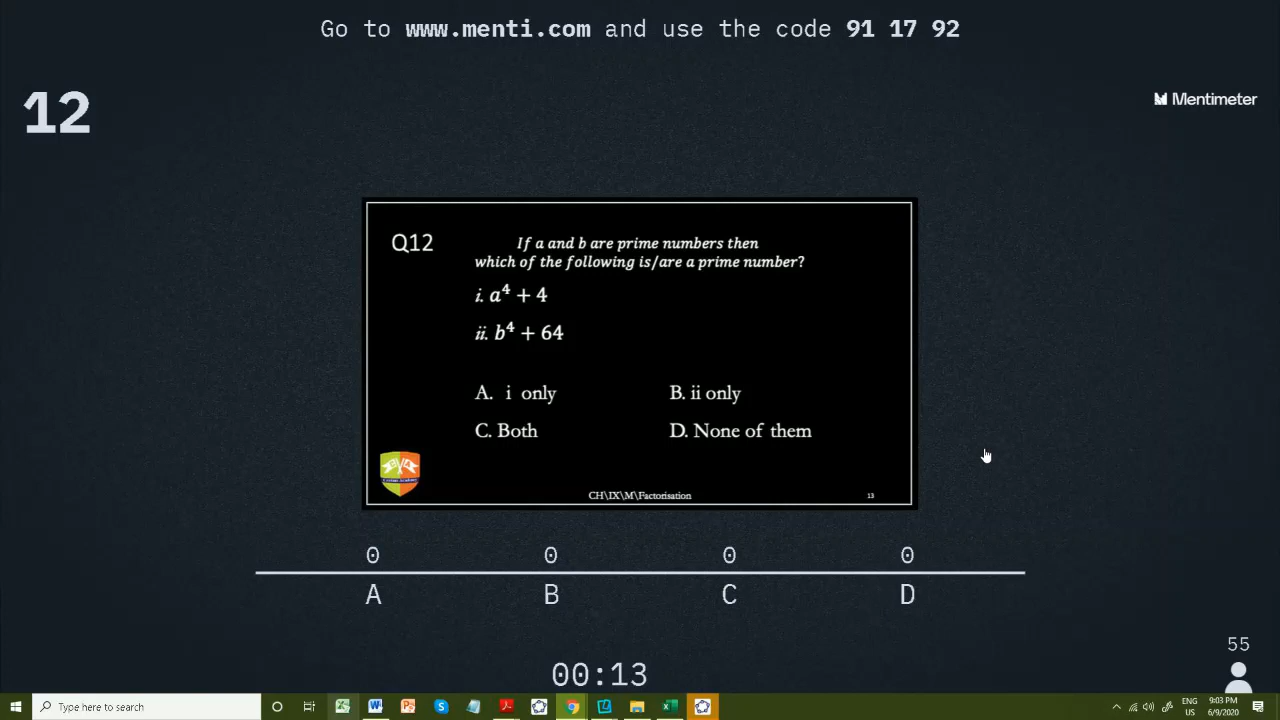 Go to www.menti.com and use the code 91 17 92
12
Mentimeter
Q12
If a and b are prime numbers then
which of the following is/are a prime number?
i. a⁴ + 4
ii. b⁴ + 64
A. i only B. ii only
C. Both D. None of them
CH\IX\M\Factorisation 13
0 0 0 0
A B C D
00:13
55
Type here to search
ENG 9:03 PM
US 6/9/2020